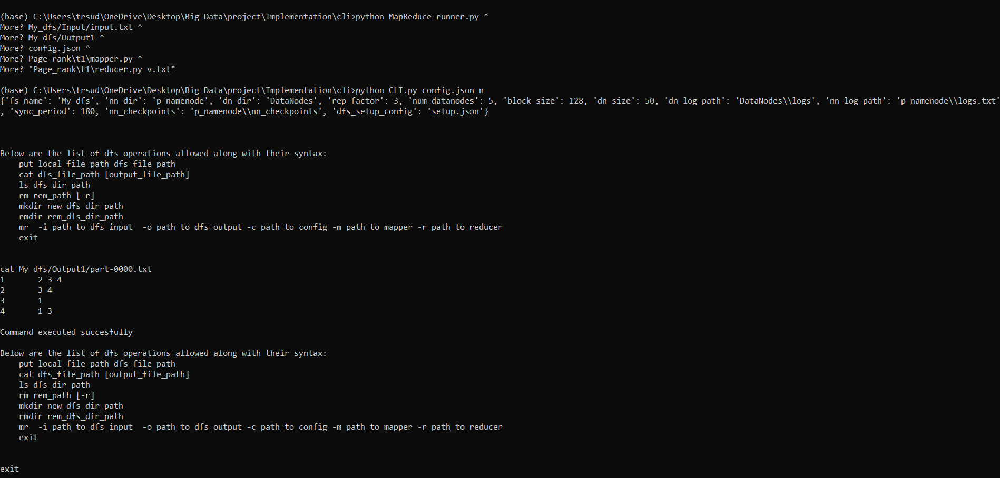 (base) C:\Users\trsud\OneDrive\Desktop\Big Data\project\Implementation\cli>python MapReduce_runner.py ^
More? My_dfs/Input/input.txt ^
More? My_dfs/Output1 ^
More? config.json ^
More? Page_rank\t1\mapper.py ^
More? "Page_rank\t1\reducer.py v.txt"
(base) C:\Users\trsud\OneDrive\Desktop\Big Data\project\Implementation\cli>python CLI.py config.json n
{'fs_name': 'My_dfs', 'nn_dir': 'p_namenode', 'dn_dir': 'DataNodes', 'rep_factor': 3, 'num_datanodes': 5, 'block_size': 128, 'dn_size': 50, 'dn_log_path': 'DataNodes\\logs', 'nn_log_path': 'p_namenode\\logs.txt'
, 'sync_period': 180, 'nn_checkpoints': 'p_namenode\\nn_checkpoints', 'dfs_setup_config': 'setup.json'}
Below are the list of dfs operations allowed along with their syntax:
    put local_file_path dfs_file_path
    cat dfs_file_path [output_file_path]
    ls dfs_dir_path
    rm rem_path [-r]
    mkdir new_dfs_dir_path
    rmdir rem_dfs_dir_path
    mr  -i_path_to_dfs_input  -o_path_to_dfs_output -c_path_to_config -m_path_to_mapper -r_path_to_reducer
    exit
cat My_dfs/Output1/part-0000.txt
1       2 3 4
2       3 4
3       1
4       1 3
Command executed succesfully
Below are the list of dfs operations allowed along with their syntax:
    put local_file_path dfs_file_path
    cat dfs_file_path [output_file_path]
    ls dfs_dir_path
    rm rem_path [-r]
    mkdir new_dfs_dir_path
    rmdir rem_dfs_dir_path
    mr  -i_path_to_dfs_input  -o_path_to_dfs_output -c_path_to_config -m_path_to_mapper -r_path_to_reducer
    exit
exit